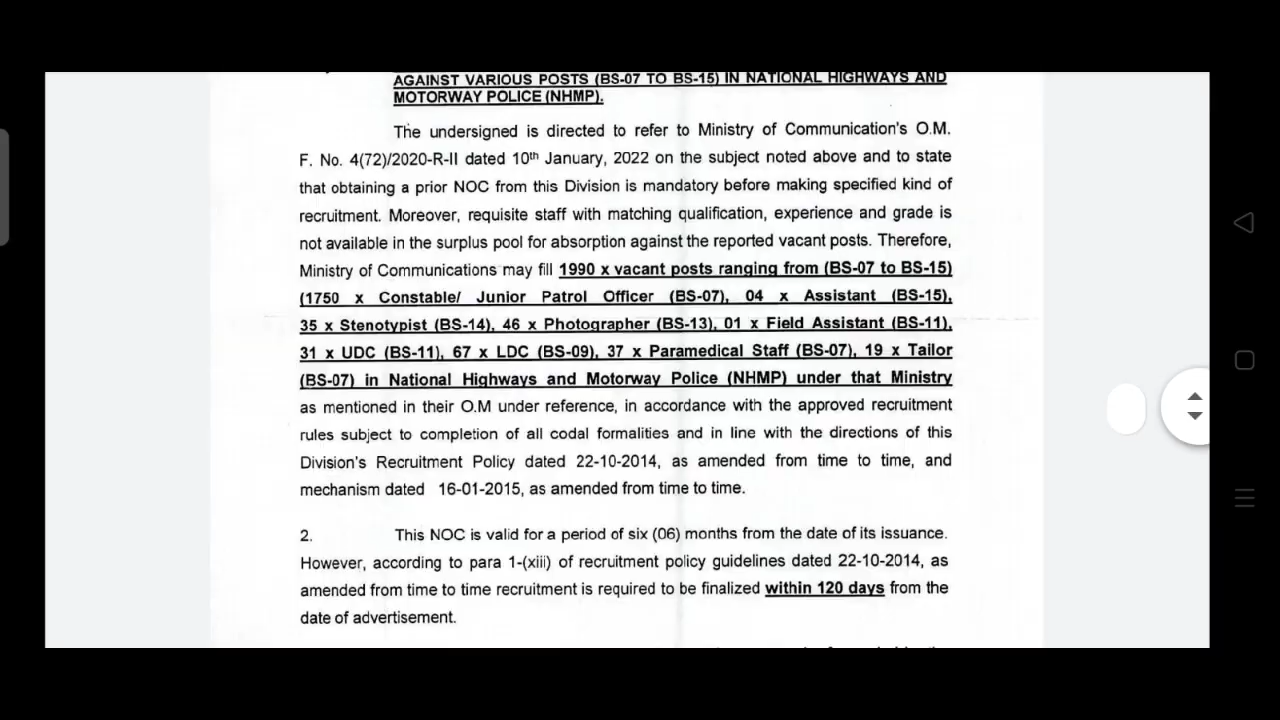 AGAINST VARIOUS POSTS (BS-07 TO BS-15) IN NATIONAL HIGHWAYS AND
MOTORWAY POLICE (NHMP).
The undersigned is directed to refer to Ministry of Communication's O.M.
F. No. 4(72)/2020-R-II dated 10th January, 2022 on the subject noted above and to state
that obtaining a prior NOC from this Division is mandatory before making specified kind of
recruitment. Moreover, requisite staff with matching qualification, experience and grade is
not available in the surplus pool for absorption against the reported vacant posts. Therefore,
Ministry of Communications may fill 1990 x vacant posts ranging from (BS-07 to BS-15)
(1750 x Constable/ Junior Patrol Officer (BS-07), 04 x Assistant (BS-15),
35 x Stenotypist (BS-14), 46 x Photographer (BS-13), 01 x Field Assistant (BS-11),
31 x UDC (BS-11), 67 x LDC (BS-09), 37 x Paramedical Staff (BS-07), 19 x Tailor
(BS-07) in National Highways and Motorway Police (NHMP) under that Ministry
as mentioned in their O.M under reference, in accordance with the approved recruitment
rules subject to completion of all codal formalities and in line with the directions of this
Division's Recruitment Policy dated 22-10-2014, as amended from time to time, and
mechanism dated 16-01-2015, as amended from time to time.
2. This NOC is valid for a period of six (06) months from the date of its issuance.
However, according to para 1-(xiii) of recruitment policy guidelines dated 22-10-2014, as
amended from time to time recruitment is required to be finalized within 120 days from the
date of advertisement.